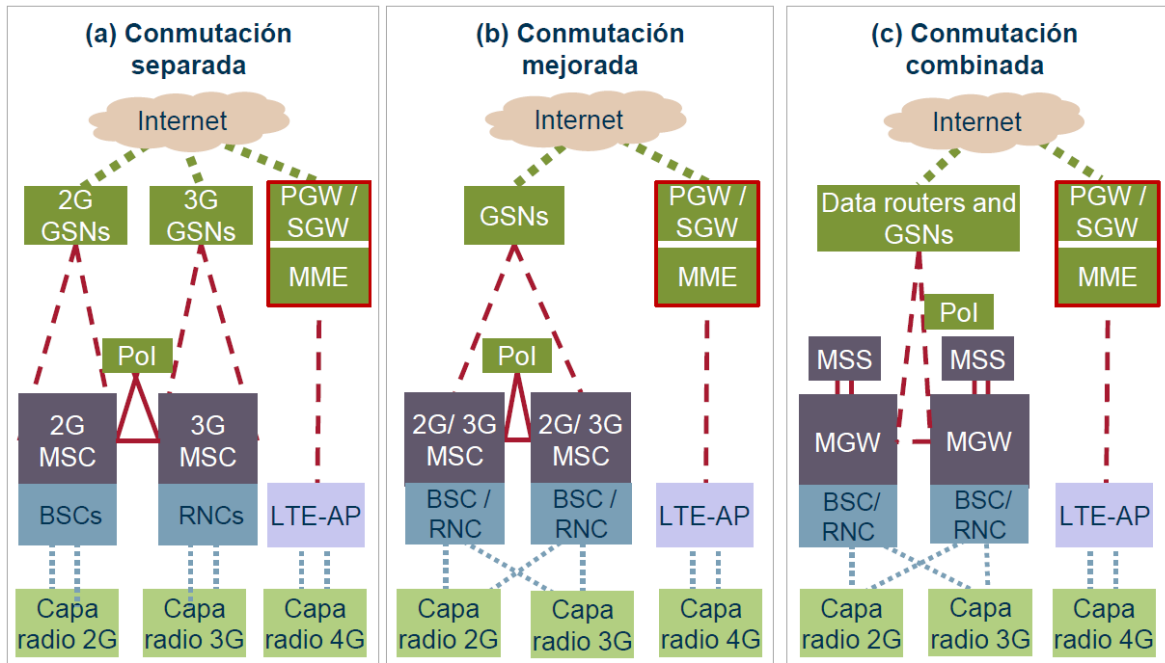 (a) Conmutación
separada
Internet
2G
GSNs
3G
GSNs
PGW /
SGW
MME
PoI
2G
MSC
3G
MSC
BSCs
RNCs
LTE-AP
Capa
radio 2G
Capa
radio 3G
Capa
radio 4G
(b) Conmutación
mejorada
Internet
GSNs
PGW /
SGW
MME
PoI
2G/ 3G
MSC
2G/ 3G
MSC
BSC /
RNC
BSC /
RNC
LTE-AP
Capa
radio 2G
Capa
radio 3G
Capa
radio 4G
(c) Conmutación
combinada
Internet
Data routers and
GSNs
PGW /
SGW
MME
PoI
MSS
MSS
MGW
MGW
BSC/
RNC
BSC/
RNC
LTE-AP
Capa
radio 2G
Capa
radio 3G
Capa
radio 4G